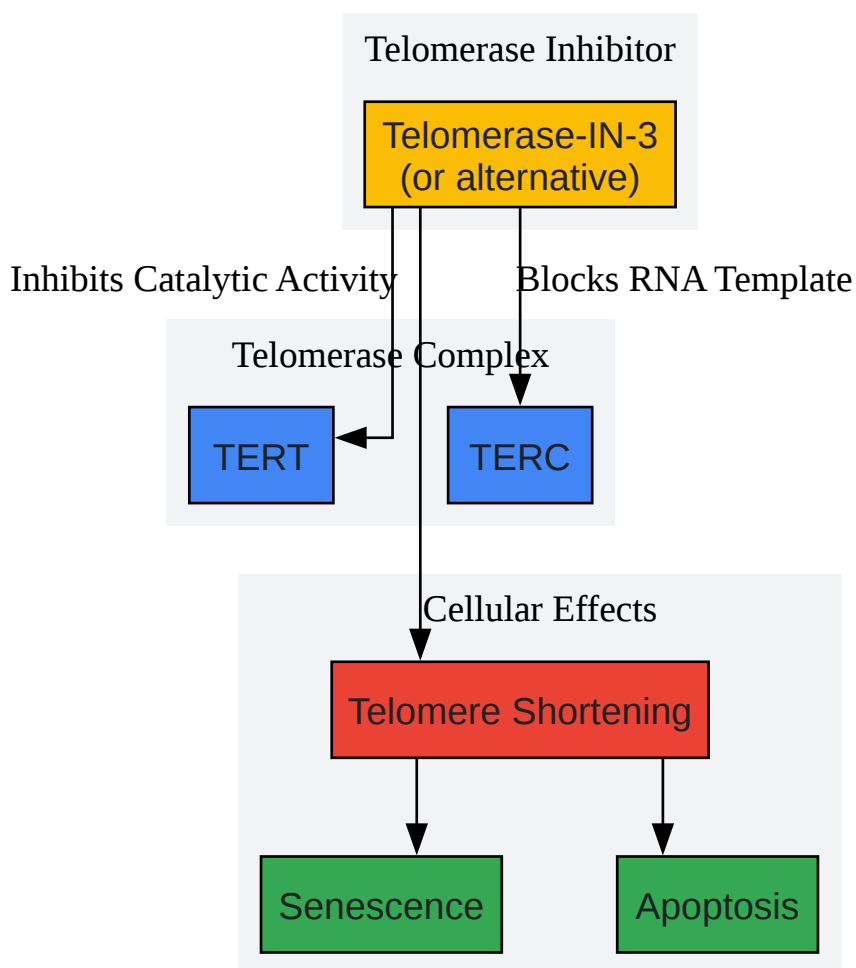 Telomerase Inhibitor
Telomerase-IN-3
(or alternative)
Inhibits Catalytic Activity
Blocks RNA Template
Telomerase Complex
TERT
TERC
Cellular Effects
Telomere Shortening
Senescence
Apoptosis